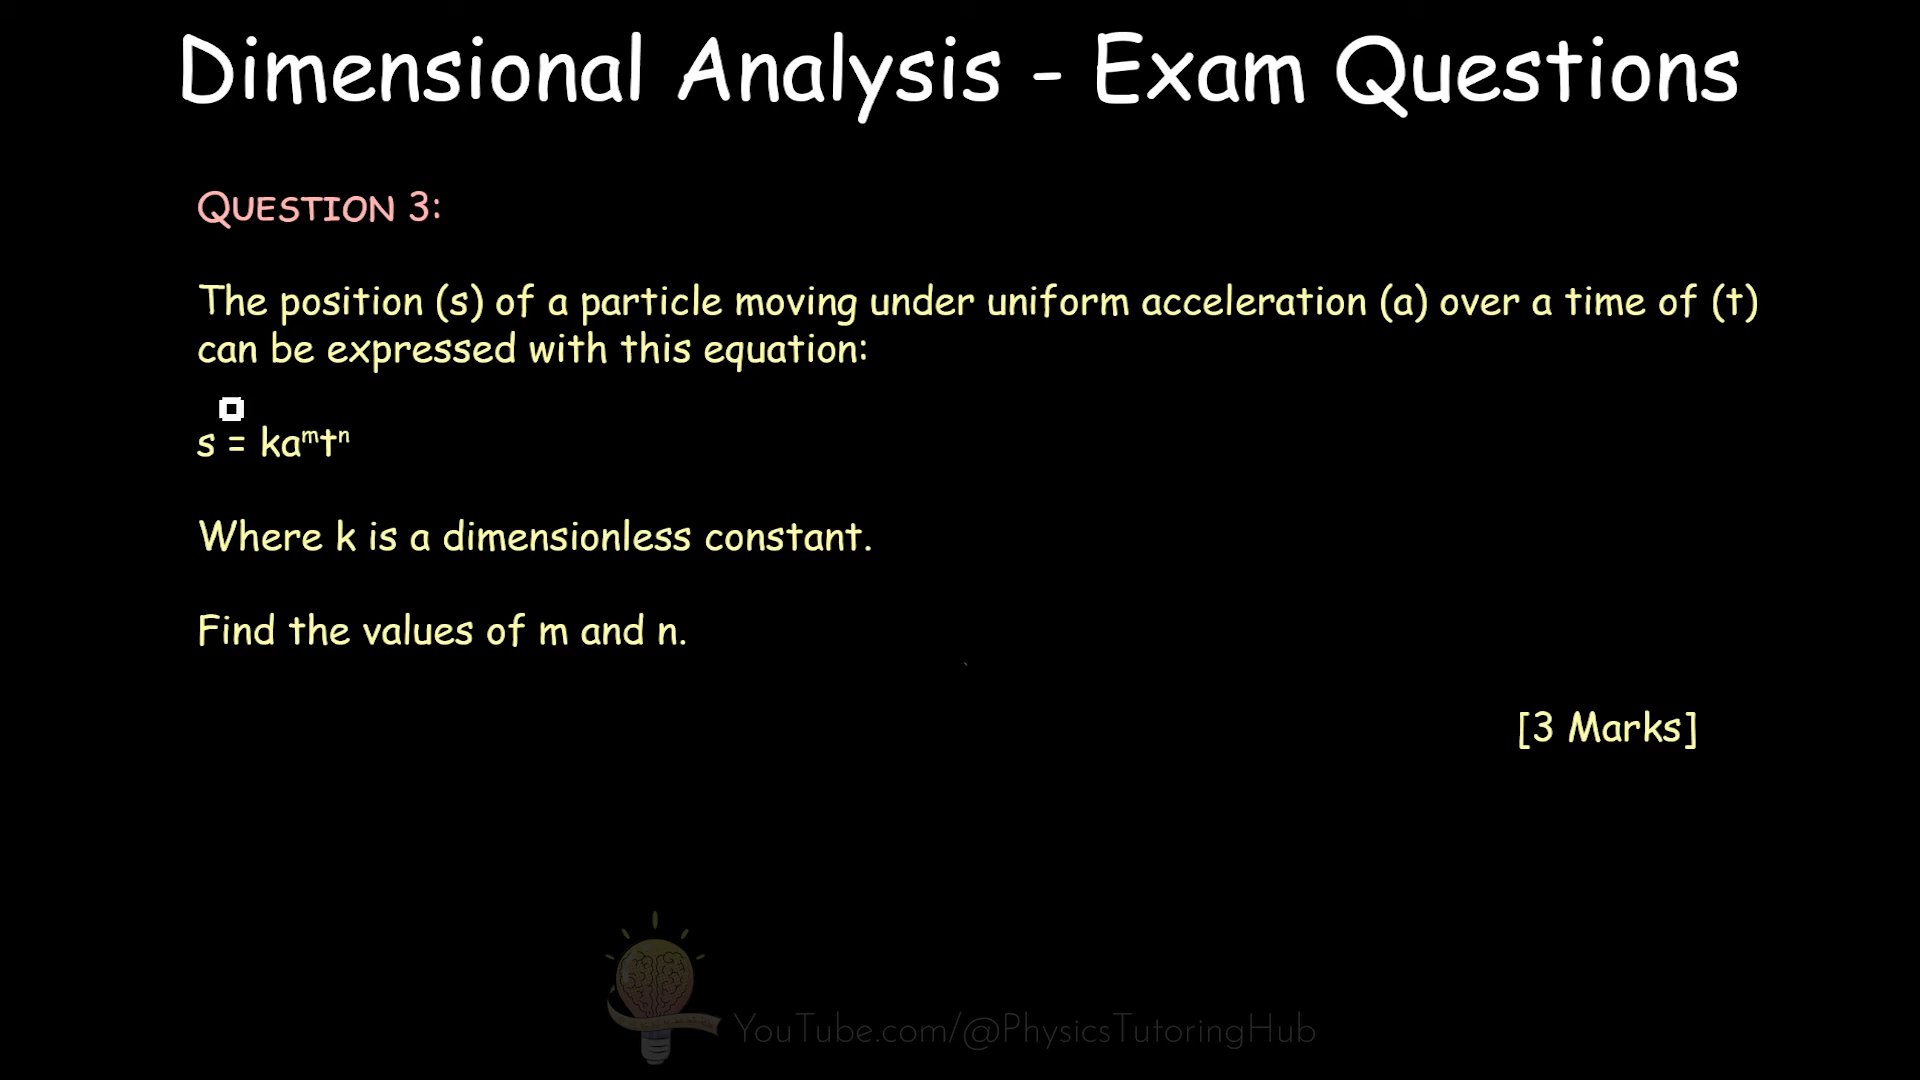 Dimensional Analysis - Exam Questions
QUESTION 3:
The position (s) of a particle moving under uniform acceleration (a) over a time of (t)
can be expressed with this equation:
s = kaᵐtⁿ
Where k is a dimensionless constant.
Find the values of m and n.
[3 Marks]
YouTube.com/@PhysicsTutoringHub